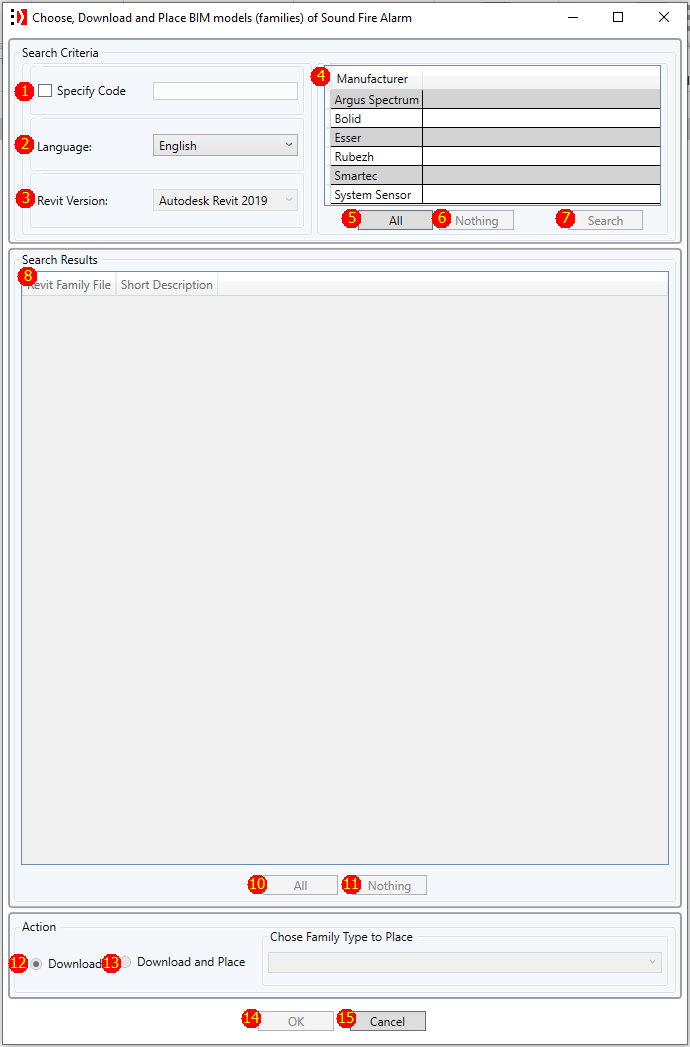 Choose, Download and Place BIM models (families) of Sound Fire Alarm
Search Criteria
1 Specify Code
2 Language: English
3 Revit Version: Autodesk Revit 2019
4 Manufacturer
Argus Spectrum
Bolid
Esser
Rubezh
Smartec
System Sensor
5 All 6 Nothing 7 Search
Search Results
8 Revit Family File Short Description
10 All 11 Nothing
Action
12 Download 13 Download and Place
Chose Family Type to Place
14 OK 15 Cancel